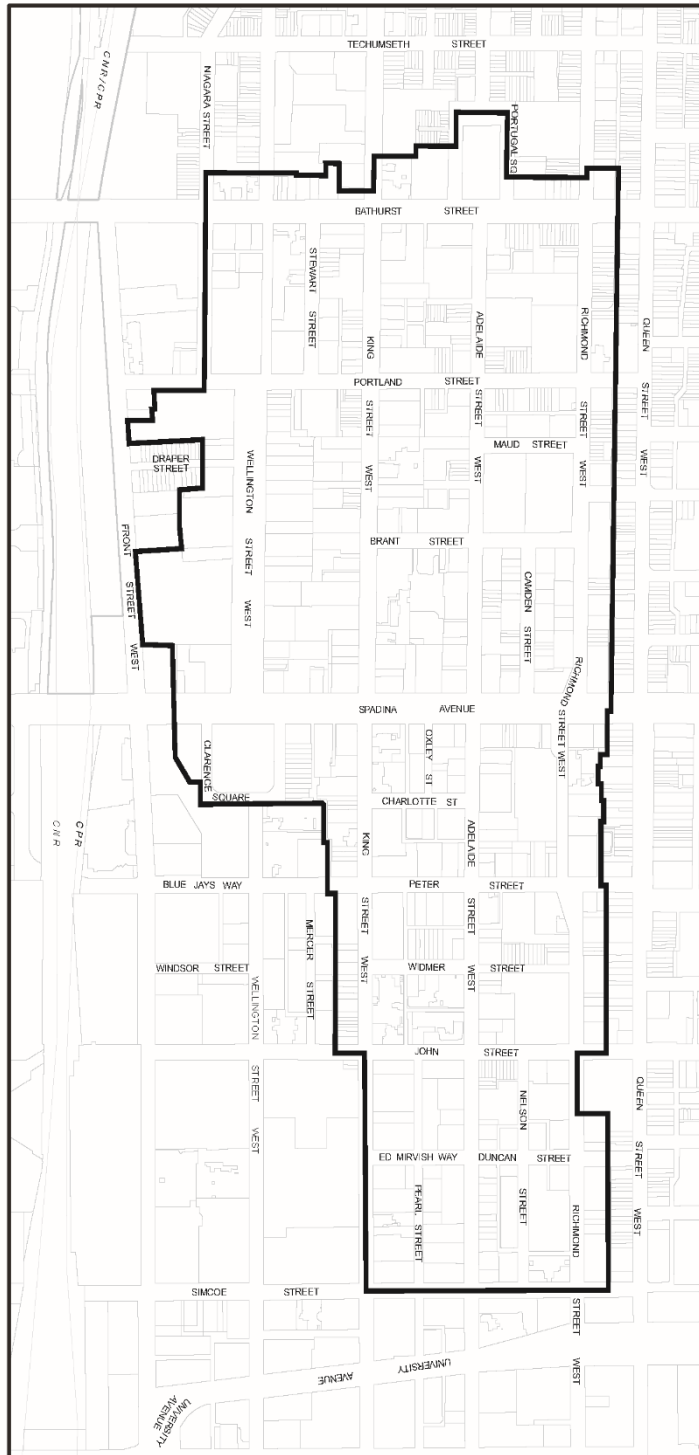 TECHUMSETH STREET
CNR/CPR
NIAGARA STREET
PORTUGAL SQ
BATHURST STREET
STEWART STREET
KING
ADELAIDE
RICHMOND
QUEEN
PORTLAND STREET
STREET WEST
STREET WEST
STREET WEST
STREET WEST
MAUD STREET
DRAPER
STREET
WELLINGTON STREET WEST
FRONT STREET WEST
BRANT STREET
CAMDEN STREET
RICHMOND STREET WEST
SPADINA AVENUE
OXLEY ST
CLARENCE
SQUARE
CHARLOTTE ST
CPR
CNR
KING STREET WEST
ADELAIDE STREET WEST
BLUE JAYS WAY
PETER STREET
MERCER STREET
WINDSOR STREET
WIDMER STREET
WELLINGTON STREET WEST
JOHN STREET
NELSON STREET
QUEEN STREET WEST
ED MIRVISH WAY
DUNCAN STREET
PEARL STREET
RICHMOND STREET WEST
SIMCOE STREET
UNIVERSITY
AVENUE
UNIVERSITY
AVENUE